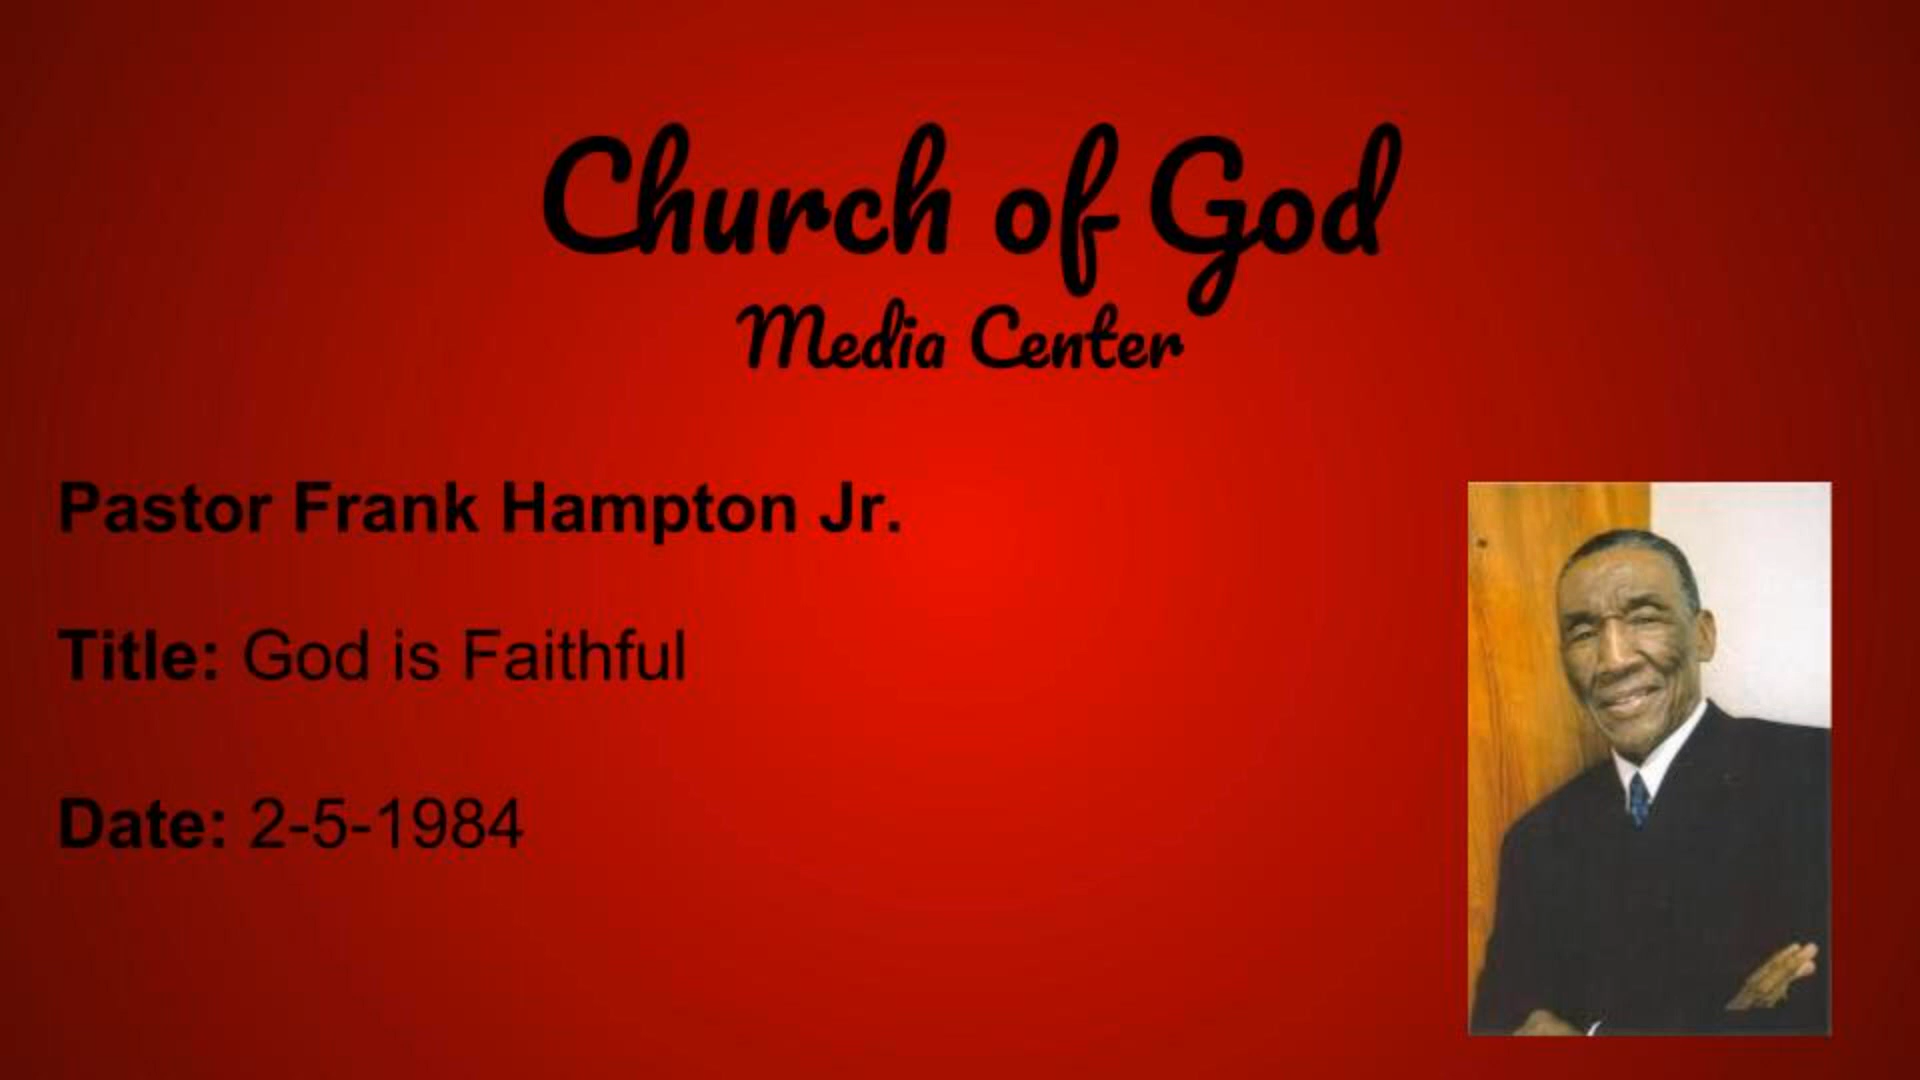 Church of God
Media Center
Pastor Frank Hampton Jr.
Title: God is Faithful
Date: 2-5-1984